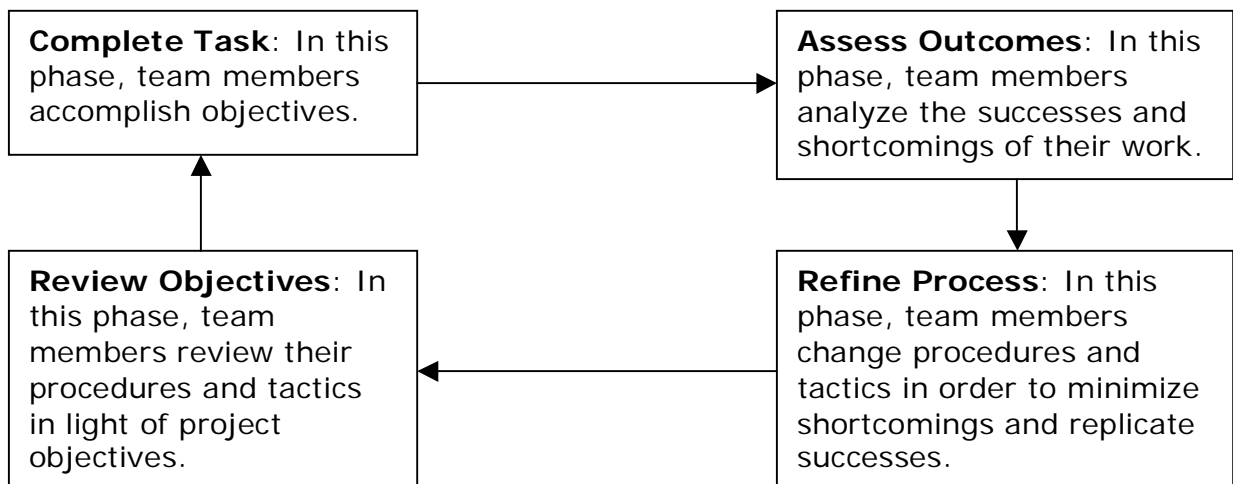 Complete Task: In this
phase, team members
accomplish objectives.
Assess Outcomes: In this
phase, team members
analyze the successes and
shortcomings of their work.
Review Objectives: In
this phase, team
members review their
procedures and tactics
in light of project
objectives.
Refine Process: In this
phase, team members
change procedures and
tactics in order to minimize
shortcomings and replicate
successes.